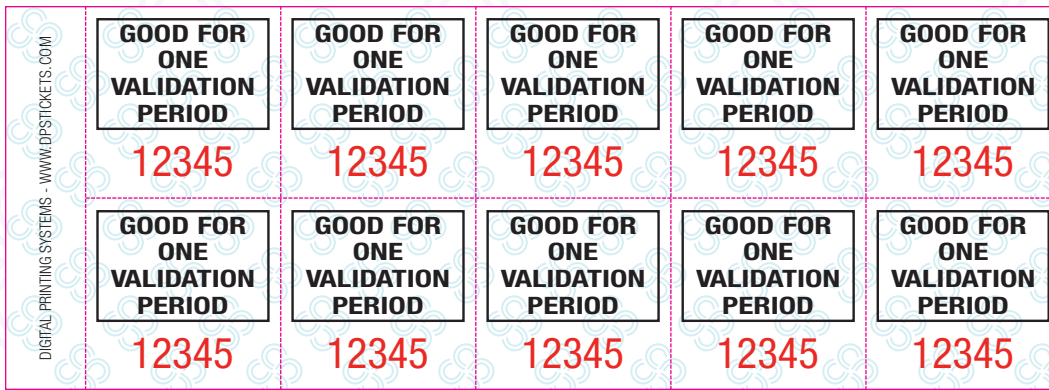 DIGITAL PRINTING SYSTEMS - WWW.DPSTICKETS.COM
GOOD FOR
ONE
VALIDATION
PERIOD
12345
GOOD FOR
ONE
VALIDATION
PERIOD
12345
GOOD FOR
ONE
VALIDATION
PERIOD
12345
GOOD FOR
ONE
VALIDATION
PERIOD
12345
GOOD FOR
ONE
VALIDATION
PERIOD
12345
GOOD FOR
ONE
VALIDATION
PERIOD
12345
GOOD FOR
ONE
VALIDATION
PERIOD
12345
GOOD FOR
ONE
VALIDATION
PERIOD
12345
GOOD FOR
ONE
VALIDATION
PERIOD
12345
GOOD FOR
ONE
VALIDATION
PERIOD
12345